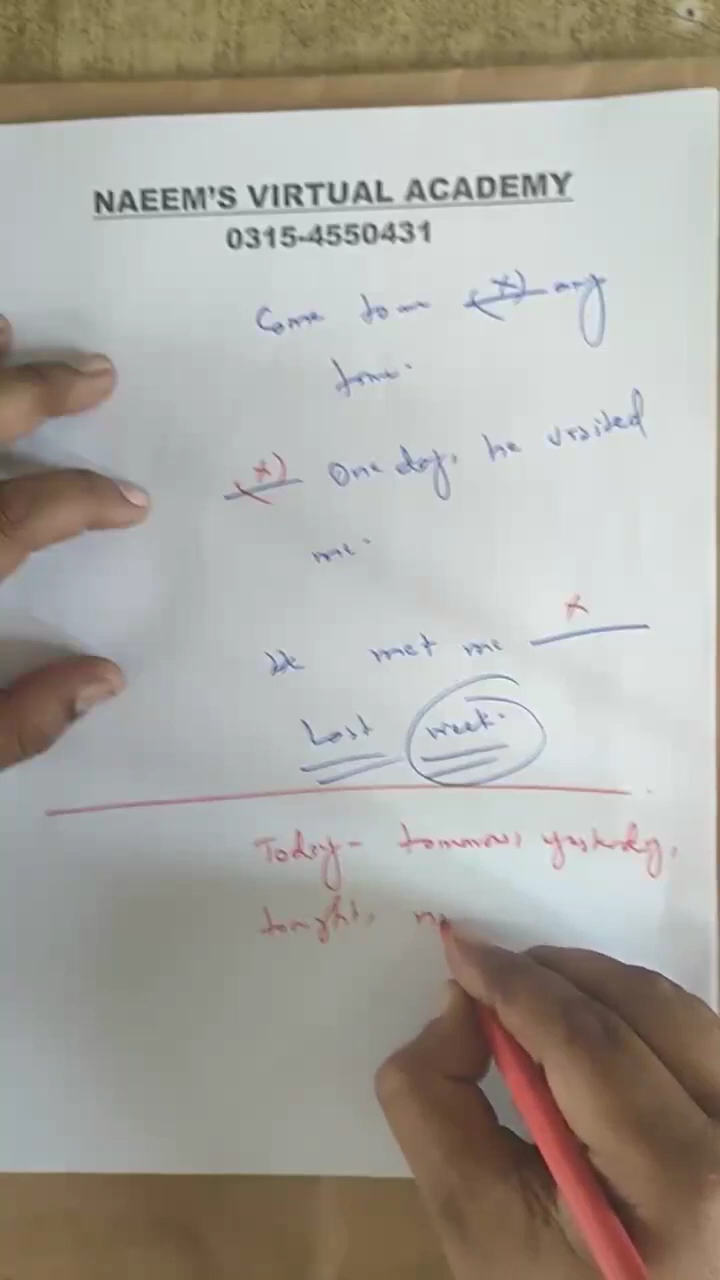 NAEEM'S VIRTUAL ACADEMY
0315-4550431
Come to me (x) any
time.
(x) One day, he visited
me.
He met me x
Last week.
Today - tommorow, yesterday,
tonight,